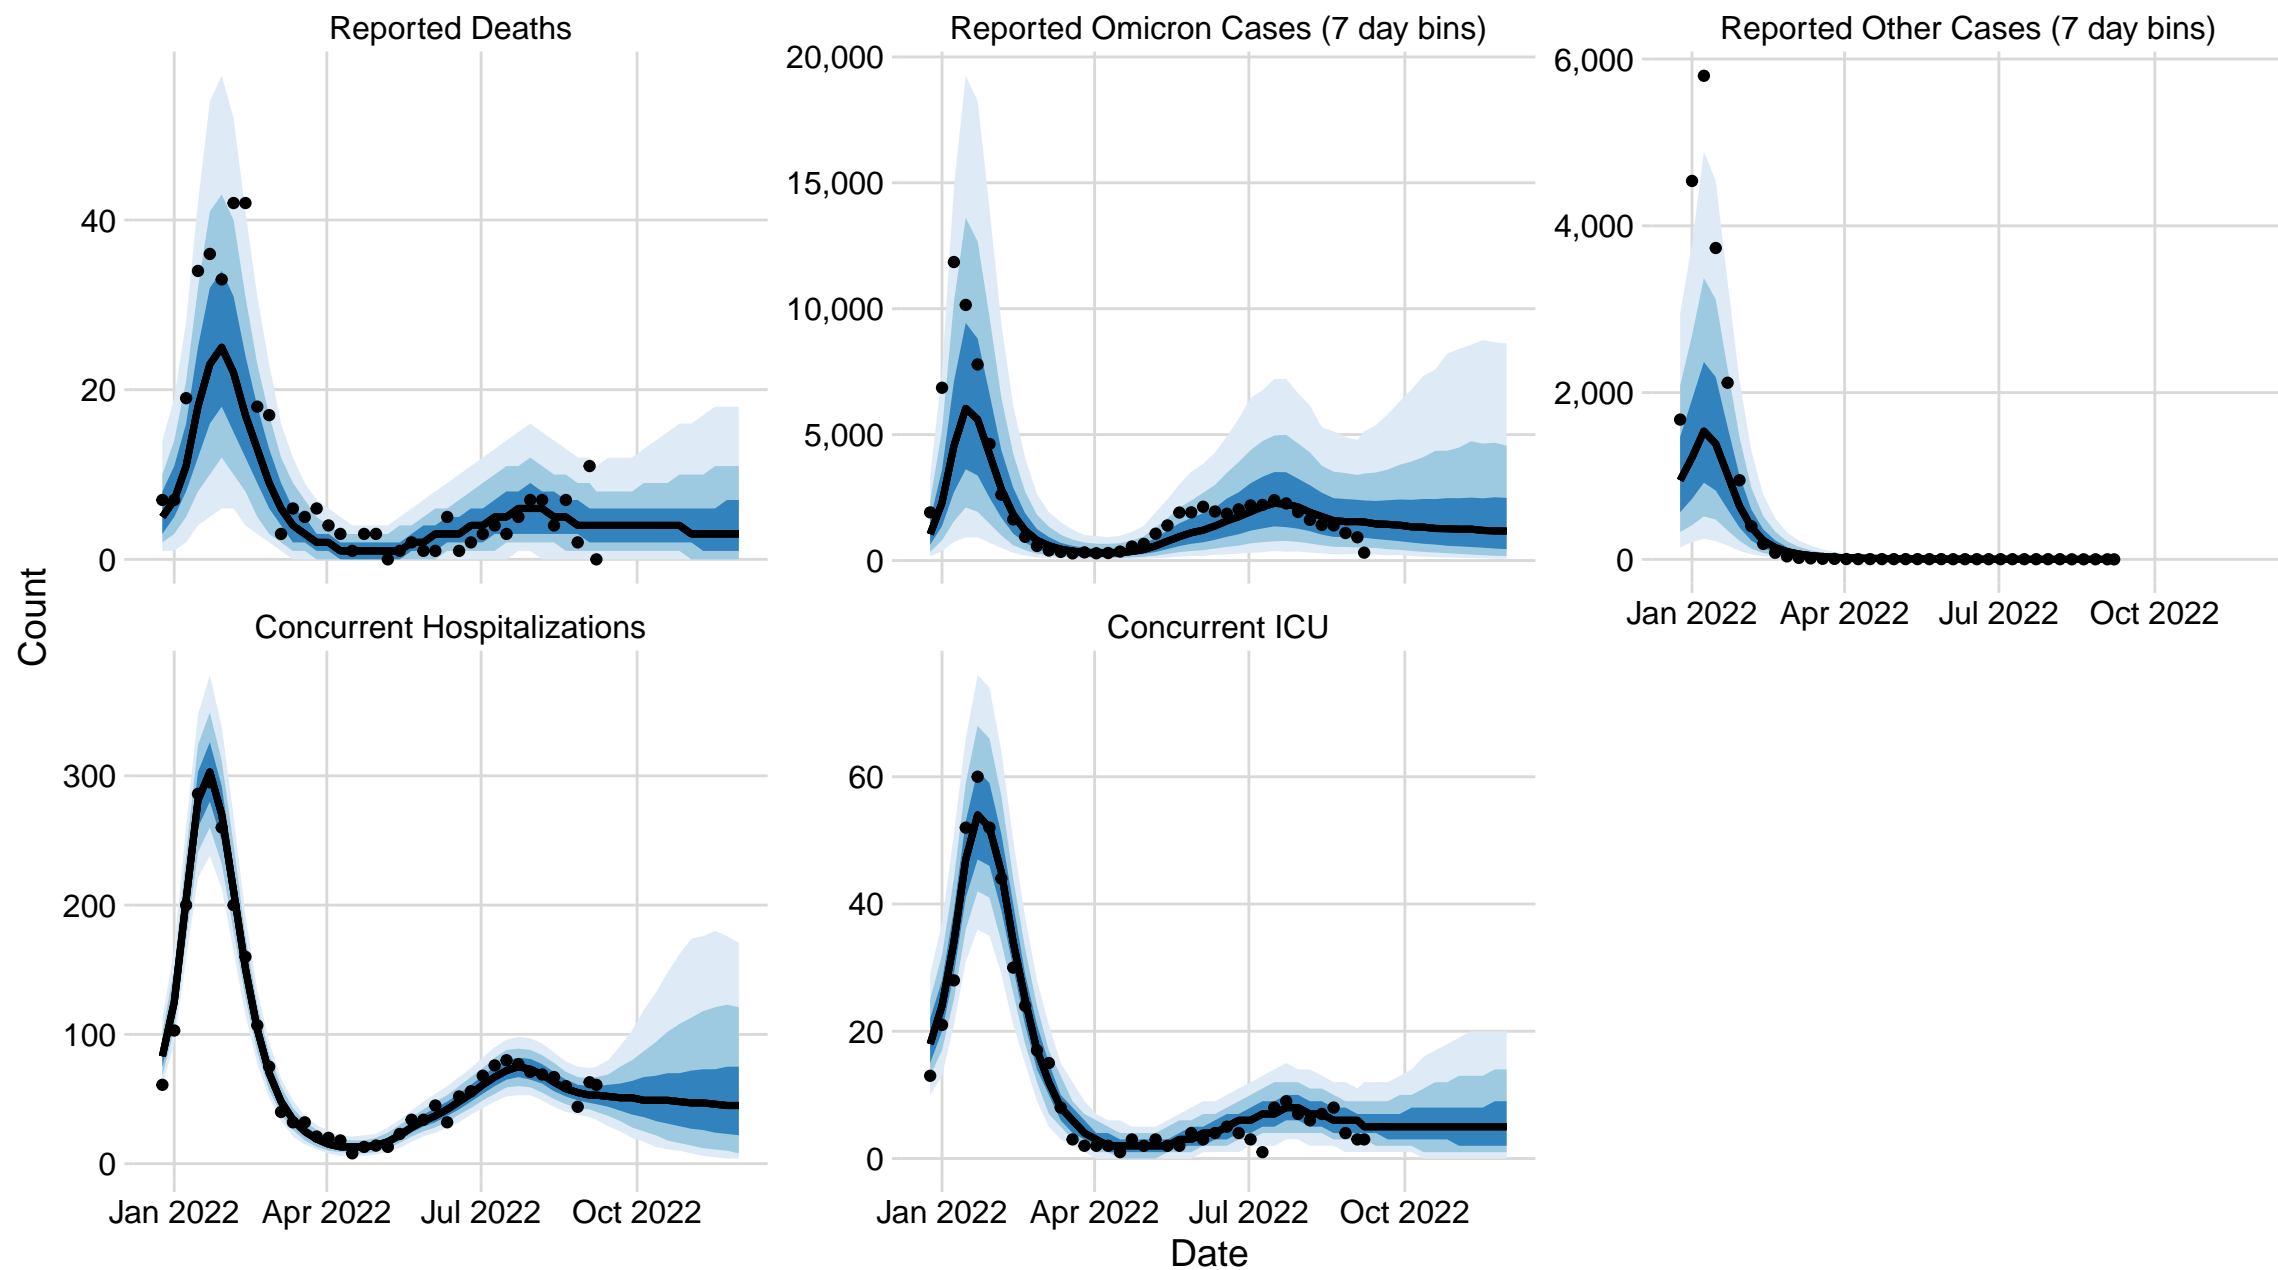 Reported Deaths
Reported Omicron Cases (7 day bins)
Reported Other Cases (7 day bins)
40
20
0
20,000
15,000
10,000
5,000
0
6,000
4,000
2,000
0
Jan 2022 Apr 2022 Jul 2022 Oct 2022
Count
Concurrent Hospitalizations
Concurrent ICU
300
200
100
0
60
40
20
0
Jan 2022 Apr 2022 Jul 2022 Oct 2022
Jan 2022 Apr 2022 Jul 2022 Oct 2022
Date